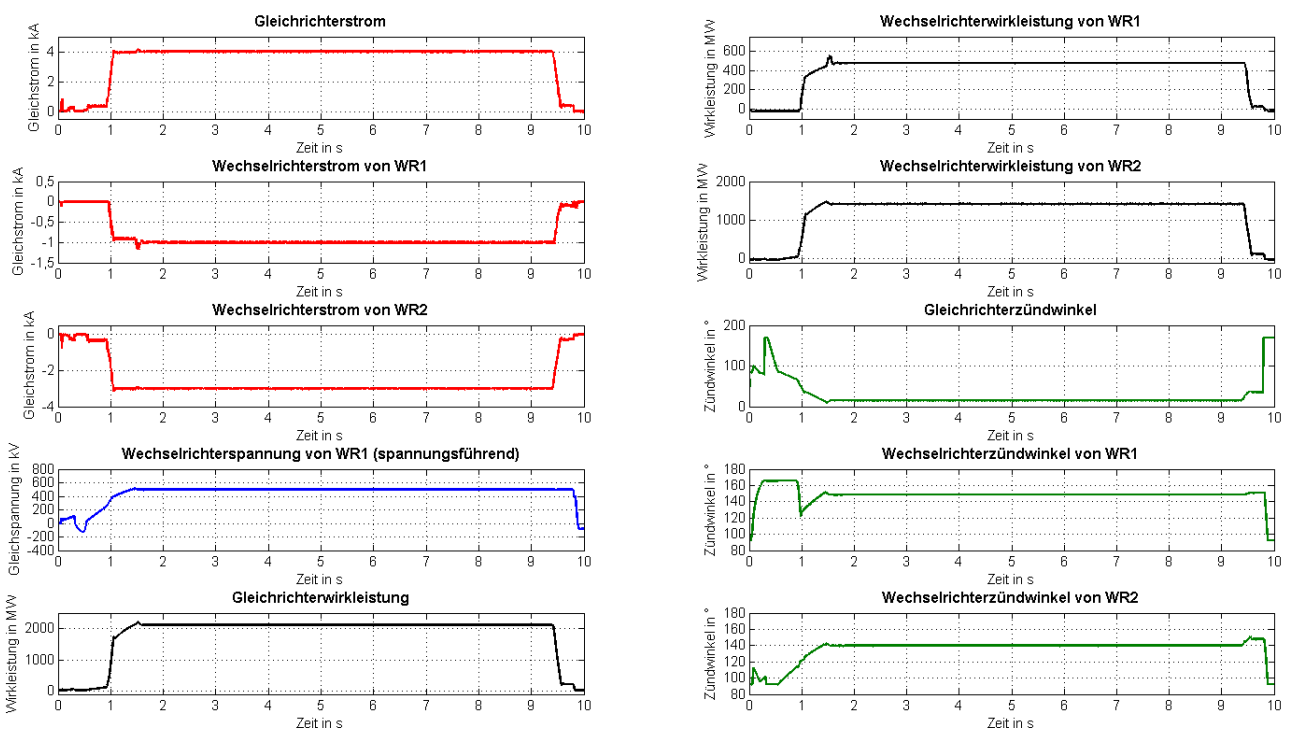 Gleichrichterstrom
Gleichstrom in kA
4
2
0
0 1 2 3 4 5 6 7 8 9 10
Zeit in s
Wechselrichterstrom von WR1
Gleichstrom in kA
0,5
0
-0,5
-1
-1,5
0 1 2 3 4 5 6 7 8 9 10
Zeit in s
Wechselrichterstrom von WR2
Gleichstrom in kA
0
-2
-4
0 1 2 3 4 5 6 7 8 9 10
Zeit in s
Wechselrichterspannung von WR1 (spannungsführend)
Gleichspannung in kV
800
600
400
200
0
-200
-400
0 1 2 3 4 5 6 7 8 9 10
Zeit in s
Gleichrichterwirkleistung
Wirkleistung in MW
2000
1000
0
0 1 2 3 4 5 6 7 8 9 10
Zeit in s
Wechselrichterwirkleistung von WR1
Wirkleistung in MW
600
400
200
0
0 1 2 3 4 5 6 7 8 9 10
Zeit in s
Wechselrichterwirkleistung von WR2
Wirkleistung in MW
2000
1000
0
0 1 2 3 4 5 6 7 8 9 10
Zeit in s
Gleichrichterzündwinkel
Zündwinkel in °
200
100
0
0 1 2 3 4 5 6 7 8 9 10
Zeit in s
Wechselrichterzündwinkel von WR1
Zündwinkel in °
180
160
140
120
100
80
0 1 2 3 4 5 6 7 8 9 10
Zeit in s
Wechselrichterzündwinkel von WR2
Zündwinkel in °
180
160
140
120
100
80
0 1 2 3 4 5 6 7 8 9 10
Zeit in s